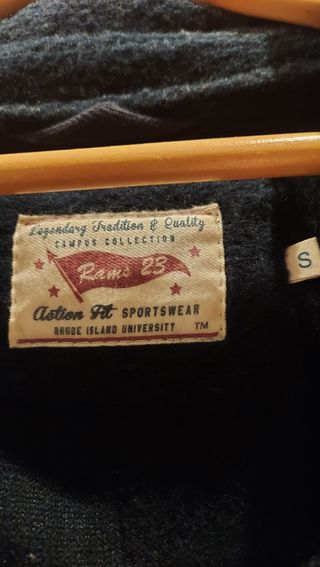 Legendary Tradition & Quality
CAMPUS COLLECTION
Rams 23
Action Fit SPORTSWEAR
RHODE ISLAND UNIVERSITY TM
S